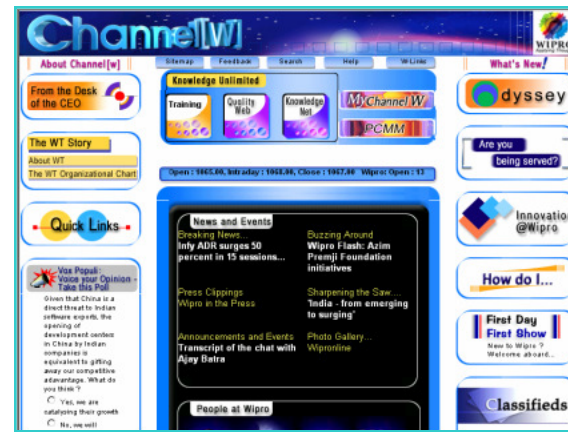 Channel[W]
WIPRO
Applying Thought
About Channel[w]
Sitemap Feedback Search Help W-Links
What's New!
From the Desk
of the CEO
Knowledge Unlimited
Training
Quality
Web
Knowledge
Net
My Channel W
PCMM
Odyssey
The WT Story
About WT
The WT Organizational Chart
Are you
being served?
Open : 1065.00, Intraday : 1068.00, Close : 1067.00 Wipro: Open : 13
Quick Links
Innovation
@Wipro
News and Events
Breaking News...
Infy ADR surges 50
percent in 15 sessions...
Buzzing Around
Wipro Flash: Azim
Premji Foundation
initiatives
Press Clippings
Wipro in the Press
Sharpening the Saw....
'India - from emerging
to surging'
Announcements and Events
Transcript of the chat with
Ajay Batra
Photo Gallery...
Wipronline
People at Wipro
Vox Populi:
Voice your Opinion -
Take this Poll
Given that China is a
direct threat to Indian
software exports, the
opening of
development centers
in China by Indian
companies is
equivalent to gifting
away our competitive
adavantage. What do
you think ?
Yes, we are
catalysing their growth
No, we will
How do I...
First Day
First Show
New to Wipro ?
Welcome aboard...
Classifieds